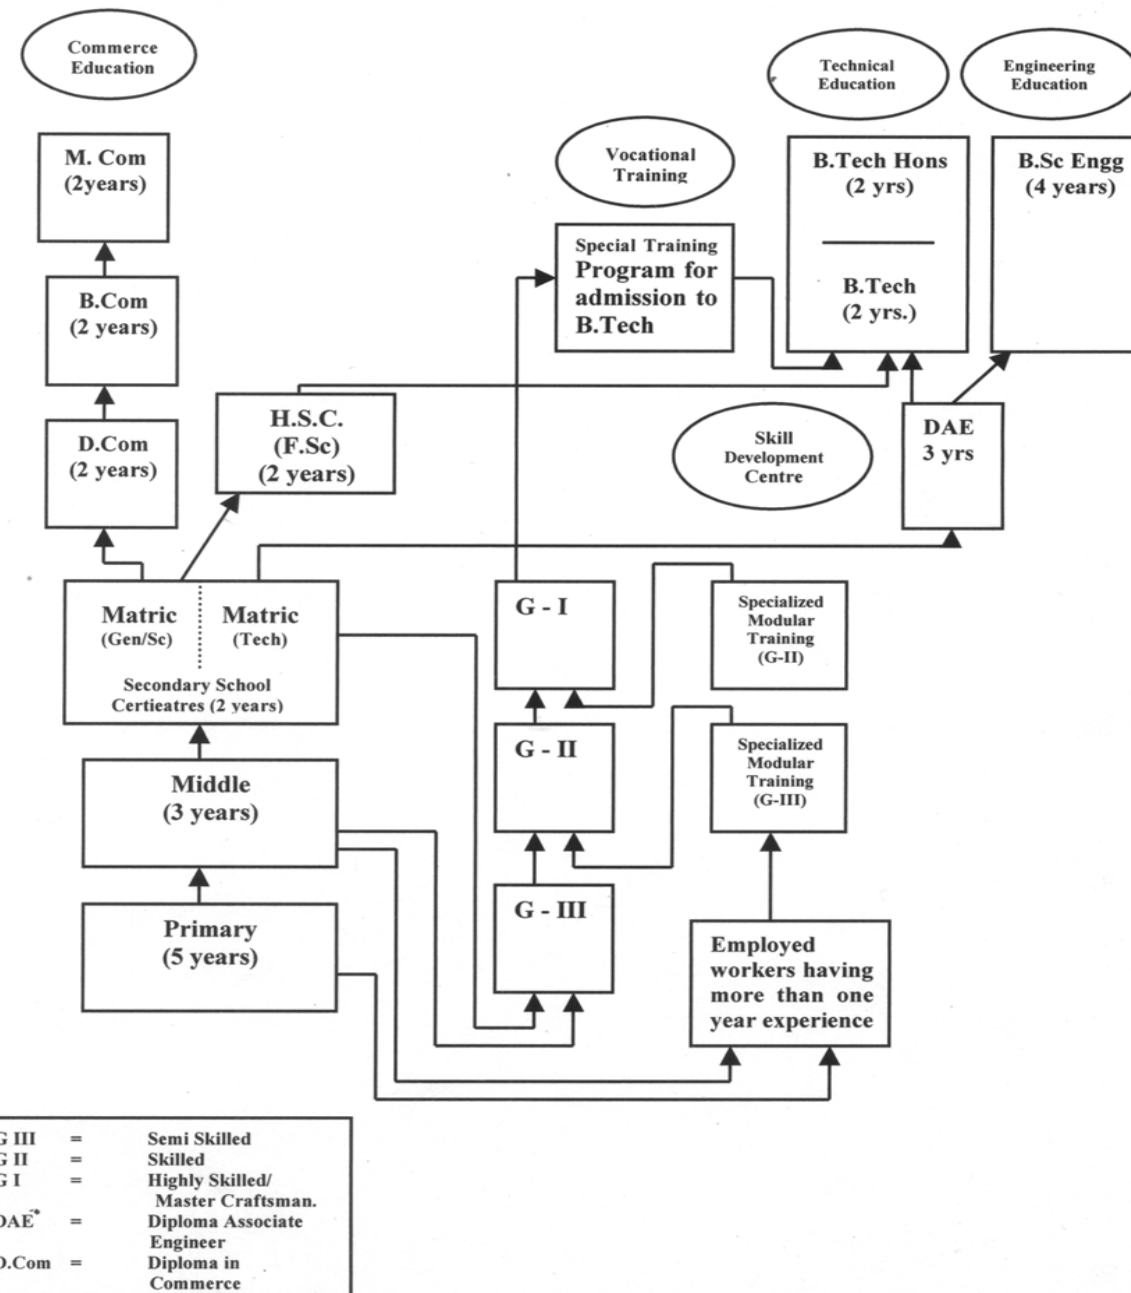 Commerce
Education
Technical
Education
Engineering
Education
Vocational
Training
M. Com
(2years)
B.Tech Hons
(2 yrs)
B.Tech
(2 yrs.)
B.Sc Engg
(4 years)
Special Training
Program for
admission to
B.Tech
B.Com
(2 years)
H.S.C.
(F.Sc)
(2 years)
D.Com
(2 years)
Skill
Development
Centre
DAE
3 yrs
Matric
(Gen/Sc)
Matric
(Tech)
Secondary School
Certieatres (2 years)
G - I
Specialized
Modular
Training
(G-II)
G - II
Specialized
Modular
Training
(G-III)
Middle
(3 years)
G - III
Primary
(5 years)
Employed
workers having
more than one
year experience
G III = Semi Skilled
G II = Skilled
G I = Highly Skilled/
Master Craftsman.
DAE = Diploma Associate
Engineer
D.Com = Diploma in
Commerce